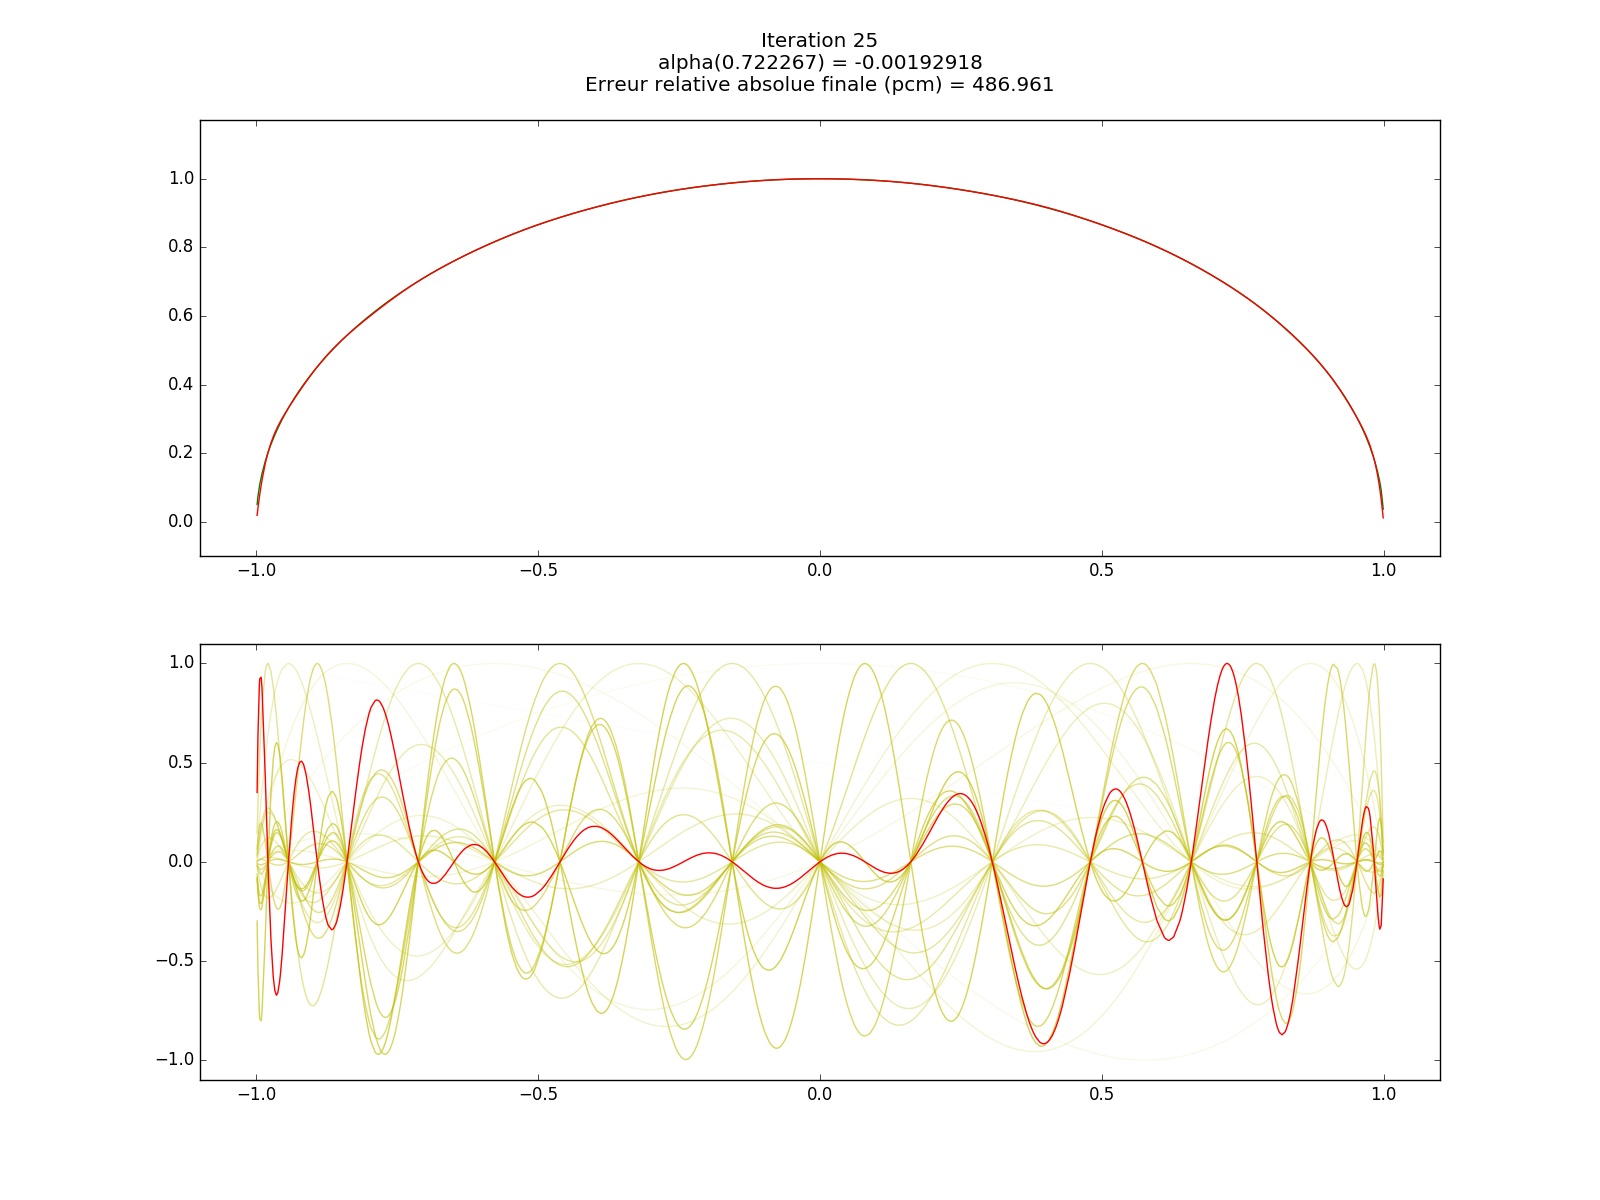 Iteration 25
alpha(0.722267) = -0.00192918
Erreur relative absolue finale (pcm) = 486.961
1.0
0.8
0.6
0.4
0.2
0.0
−1.0 −0.5 0.0 0.5 1.0
1.0
0.5
0.0
−0.5
−1.0
−1.0 −0.5 0.0 0.5 1.0